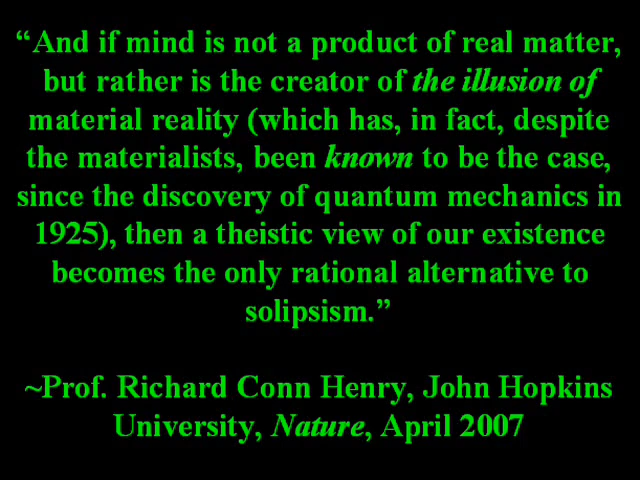 “And if mind is not a product of real matter,
but rather is the creator of the illusion of
material reality (which has, in fact, despite
the materialists, been known to be the case,
since the discovery of quantum mechanics in
1925), then a theistic view of our existence
becomes the only rational alternative to
solipsism.”
~Prof. Richard Conn Henry, John Hopkins
University, Nature, April 2007